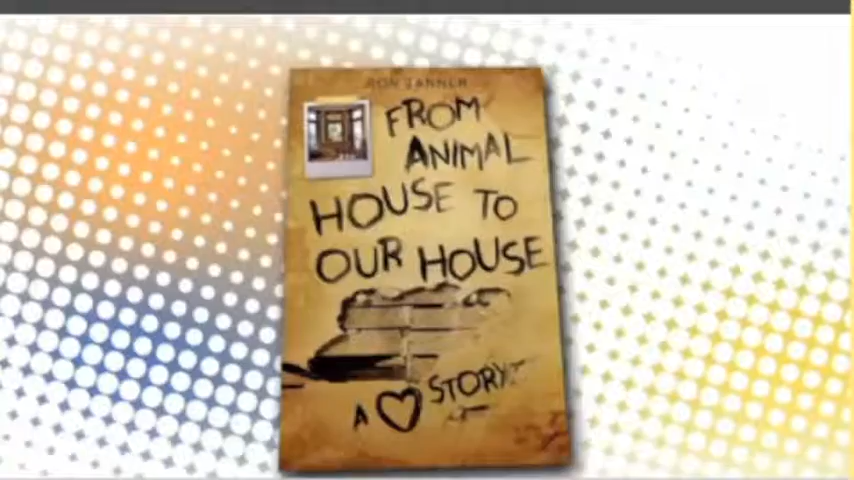 RON TANNER
FROM
ANIMAL
HOUSE TO
OUR HOUSE
A ♡ STORY